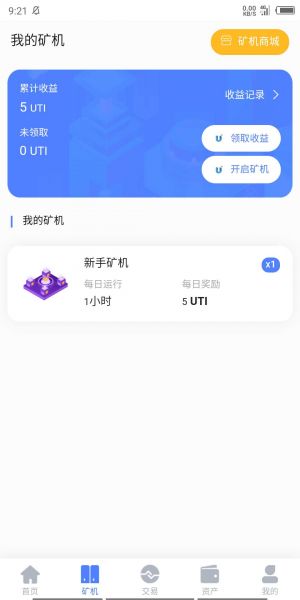 9:21
0.00 KB/S 4G
我的矿机
矿机商城
累计收益
5 UTI
收益记录
未领取
0 UTI
领取收益
开启矿机
我的矿机
新手矿机
x1
每日运行
每日奖励
1小时
5 UTI
首页
矿机
交易
资产
我的